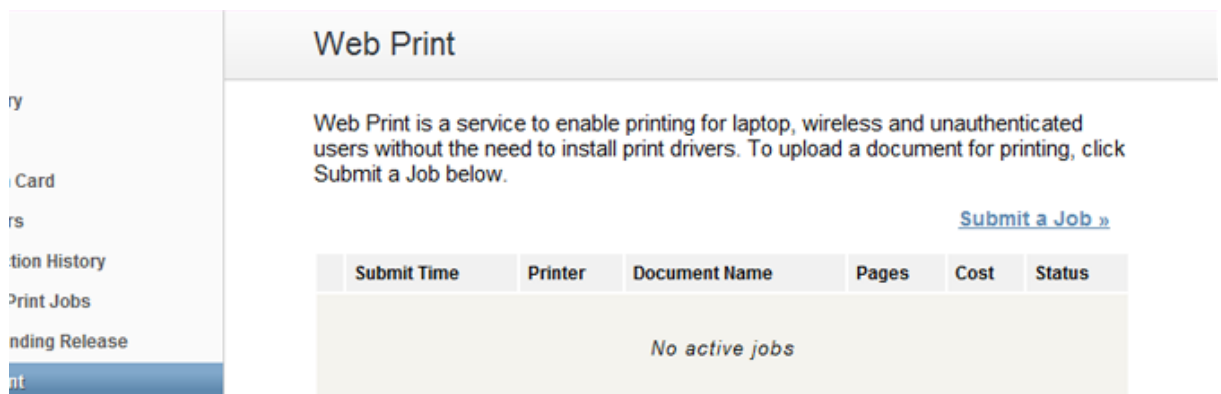 Web Print
Web Print is a service to enable printing for laptop, wireless and unauthenticated
users without the need to install print drivers. To upload a document for printing, click
Submit a Job below.
Submit a Job »
Submit Time Printer Document Name Pages Cost Status
No active jobs
ry
Card
rs
tion History
Print Jobs
nding Release
nt